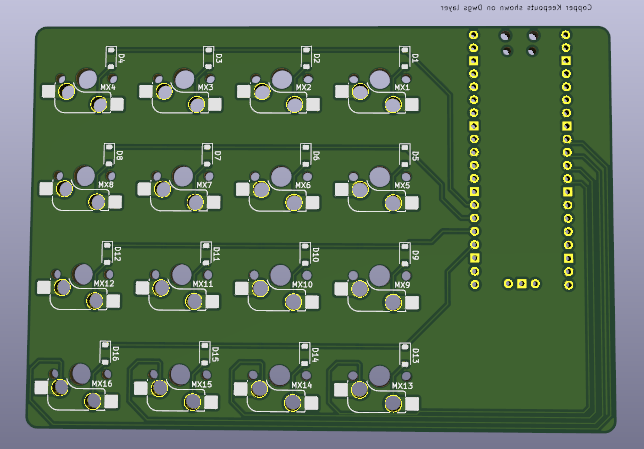 Copper Keepouts shown on Dwgs layer
D4
D3
D2
D1
MX4
MX3
MX2
MX1
D8
D7
D6
D5
MX8
MX7
MX6
MX5
D12
D11
D10
D9
MX12
MX11
MX10
MX9
D16
D15
D14
D13
MX16
MX15
MX14
MX13